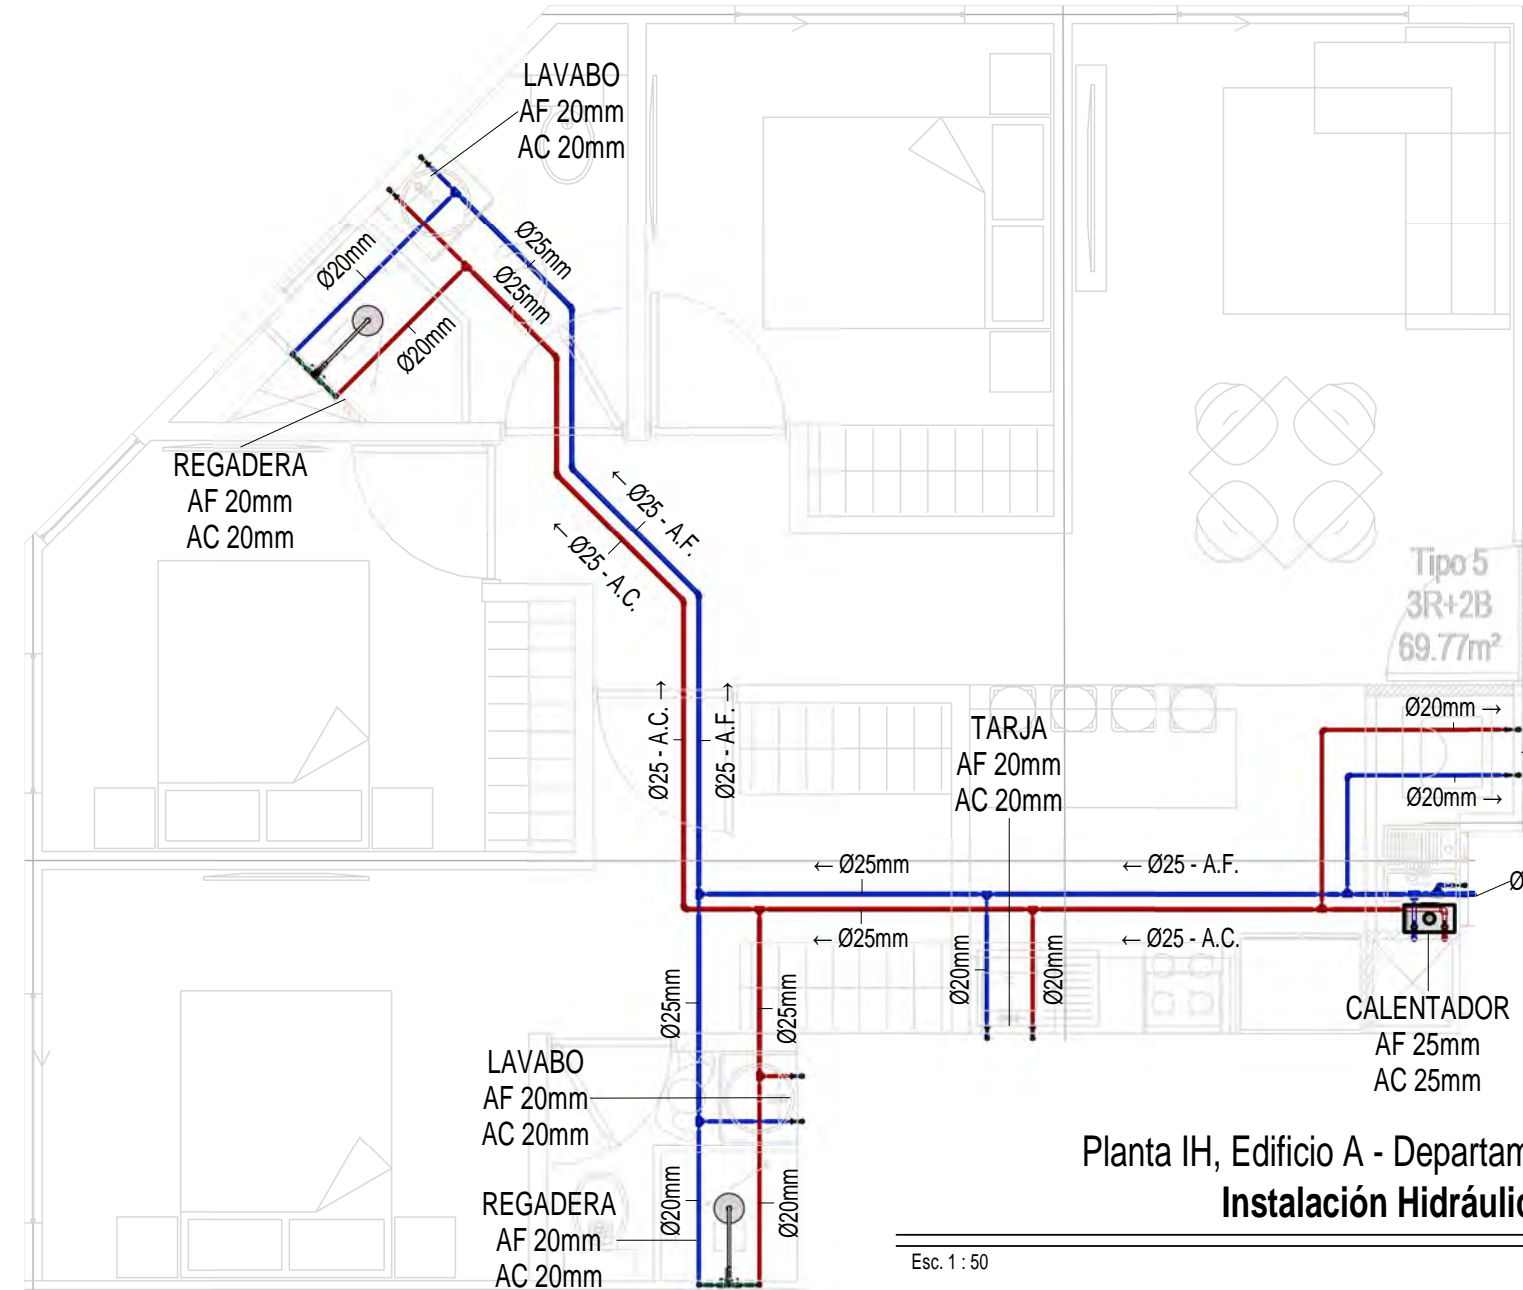 LAVABO
AF 20mm
AC 20mm
Ø25mm
Ø20mm
Ø25mm
Ø20mm
REGADERA
AF 20mm
AC 20mm
← Ø25 - A.F.
← Ø25 - A.C.
Tipo 5
3R+2B
69.77m²
Ø25 - A.C. →
Ø25 - A.F. →
TARJA
AF 20mm
AC 20mm
Ø20mm →
Ø20mm →
← Ø25mm
← Ø25 - A.F.
Ø
← Ø25mm
← Ø25 - A.C.
Ø20mm
Ø20mm
Ø25mm
Ø25mm
CALENTADOR
AF 25mm
AC 25mm
LAVABO
AF 20mm
AC 20mm
Ø20mm
Ø20mm
REGADERA
AF 20mm
AC 20mm
Planta IH, Edificio A - Departam
Instalación Hidráulic
Esc. 1 : 50